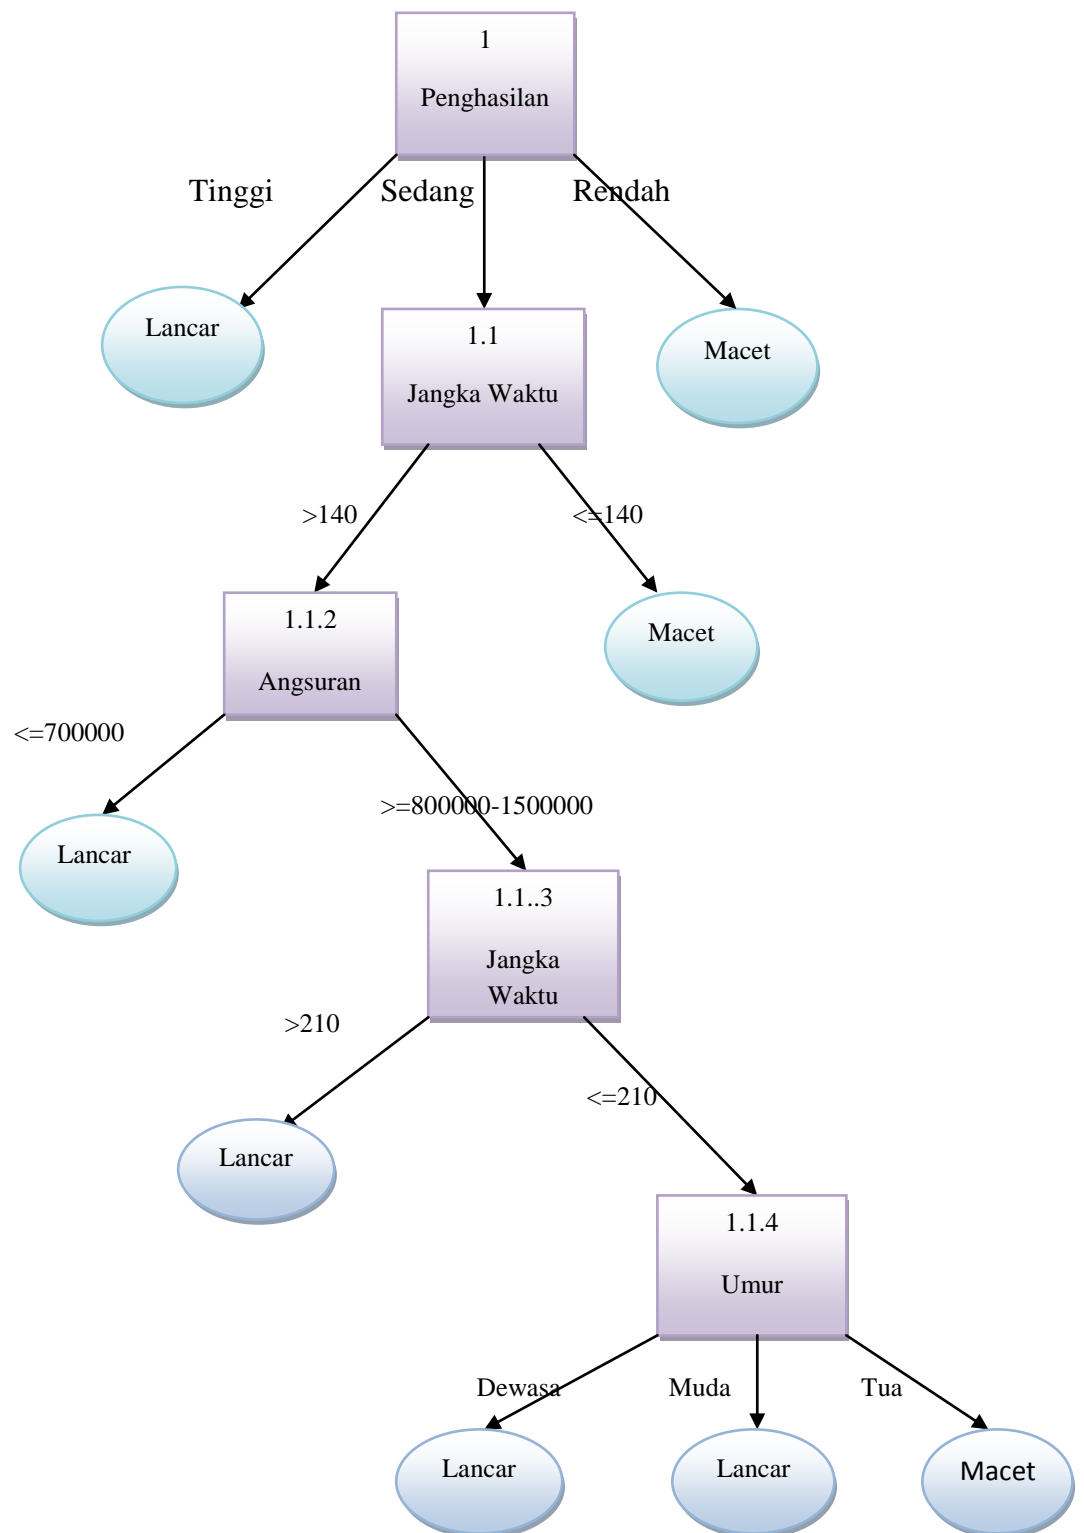 1
Penghasilan
Tinggi
Sedang
Rendah
Lancar
1.1
Jangka Waktu
Macet
>140
<=140
1.1.2
Angsuran
Macet
<=700000
>=800000-1500000
Lancar
1.1..3
Jangka
Waktu
>210
<=210
Lancar
1.1.4
Umur
Dewasa
Muda
Tua
Lancar
Lancar
Macet